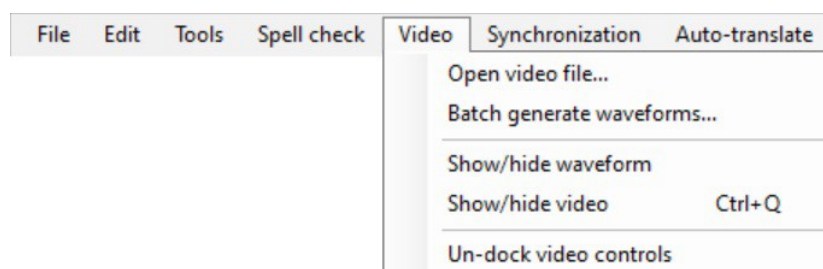 File Edit Tools Spell check Video Synchronization Auto-translate
Open video file...
Batch generate waveforms...
Show/hide waveform
Show/hide video Ctrl+Q
Un-dock video controls